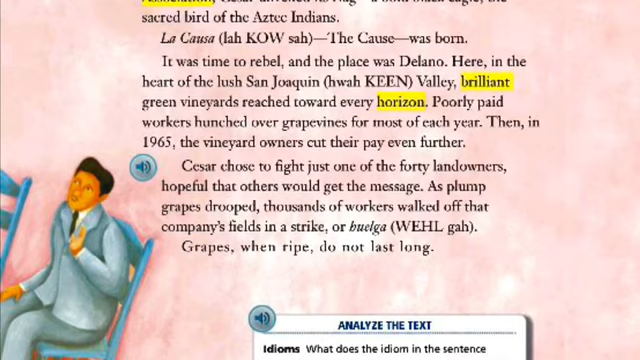 sacred bird of the Aztec Indians.
La Causa (lah KOW sah)—The Cause—was born.
It was time to rebel, and the place was Delano. Here, in the
heart of the lush San Joaquin (hwah KEEN) Valley, brilliant
green vineyards reached toward every horizon. Poorly paid
workers hunched over grapevines for most of each year. Then, in
1965, the vineyard owners cut their pay even further.
Cesar chose to fight just one of the forty landowners,
hopeful that others would get the message. As plump
grapes drooped, thousands of workers walked off that
company's fields in a strike, or huelga (WEHL gah).
Grapes, when ripe, do not last long.
ANALYZE THE TEXT
Idioms What does the idiom in the sentence